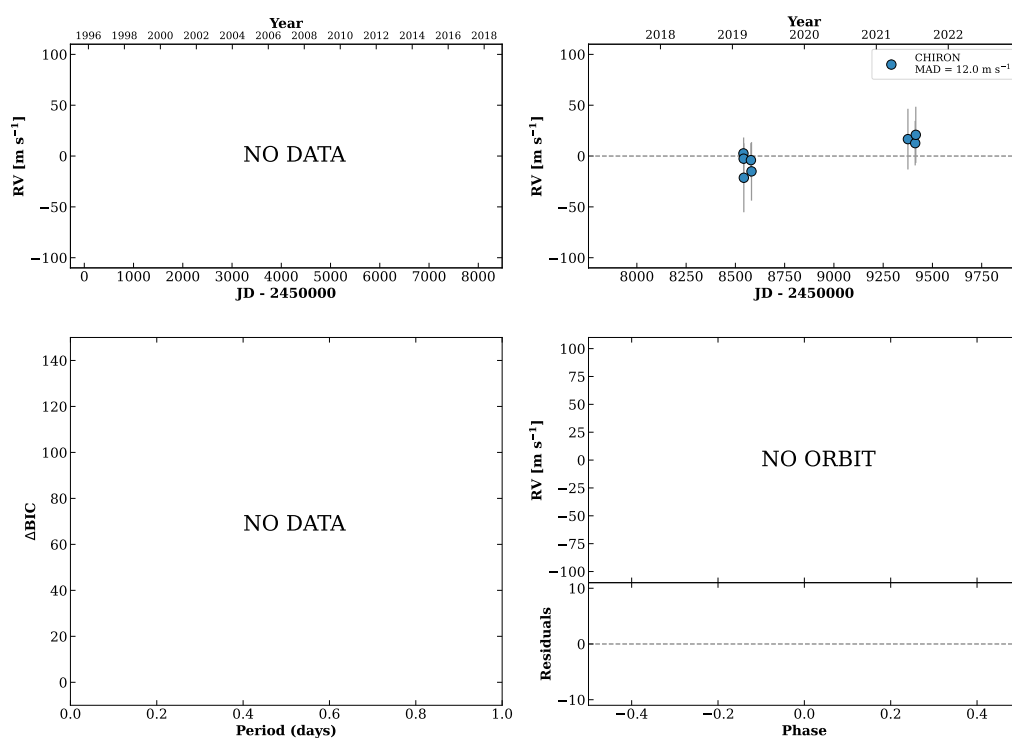 Year
1996 1998 2000 2002 2004 2006 2008 2010 2012 2014 2016 2018
100
50
0
−50
−100
RV [m s−1]
NO DATA
0 1000 2000 3000 4000 5000 6000 7000 8000
JD - 2450000
Year
2018 2019 2020 2021 2022
CHIRON
MAD = 12.0 m s−1
100
50
0
−50
−100
RV [m s−1]
8000 8250 8500 8750 9000 9250 9500 9750
JD - 2450000
140
120
100
80
60
40
20
0
ΔBIC
NO DATA
0.0 0.2 0.4 0.6 0.8 1.0
Period (days)
100
75
50
25
0
−25
−50
−75
−100
RV [m s−1]
NO ORBIT
10
0
−10
Residuals
−0.4 −0.2 0.0 0.2 0.4
Phase